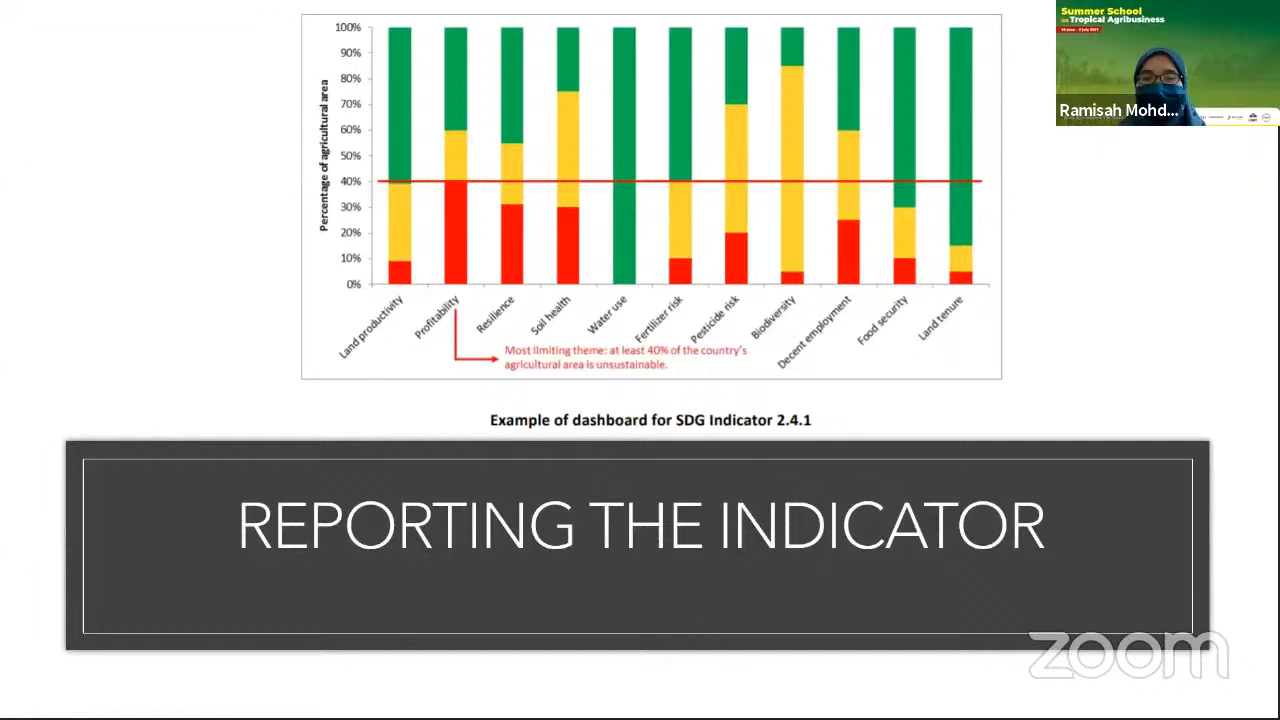 Summer School
on Tropical Agribusiness
Ramisah Mohd...
100%
90%
80%
70%
60%
50%
40%
30%
20%
10%
0%
Percentage of agricultural area
Land productivity
Profitability
Resilience
Soil health
Water use
Fertilizer risk
Pesticide risk
Biodiversity
Decent employment
Food security
Land tenure
Most limiting theme: at least 40% of the country's
agricultural area is unsustainable.
Example of dashboard for SDG Indicator 2.4.1
REPORTING THE INDICATOR
zoom